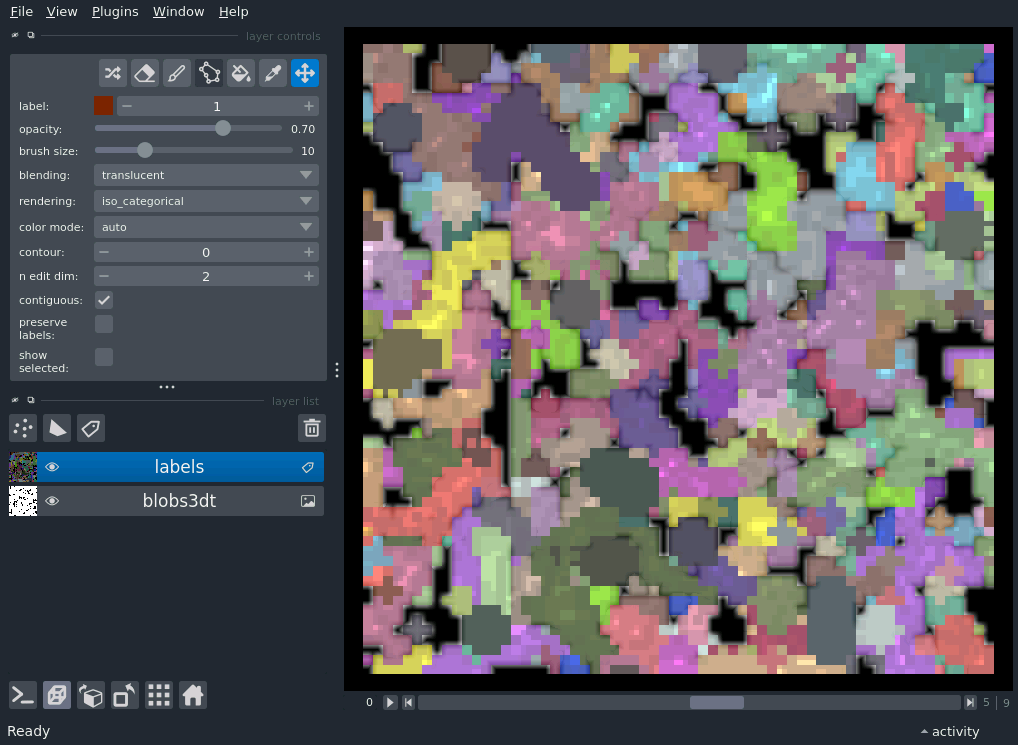 File View Plugins Window Help
layer controls
label: 1
opacity: 0.70
brush size: 10
blending: translucent
rendering: iso_categorical
color mode: auto
contour: 0
n edit dim: 2
contiguous:
preserve
labels:
show
selected:
layer list
labels
blobs3dt
0 5 9
Ready activity